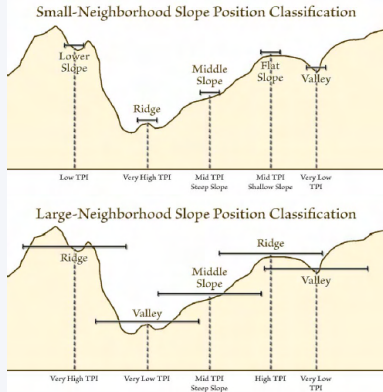 Small-Neighborhood Slope Position Classification
Lower
Slope
Ridge
Middle
Slope
Flat
Slope
Valley
Low TPI
Very High TPI
Mid TPI
Steep Slope
Mid TPI
Shallow Slope
Very Low
TPI
Large-Neighborhood Slope Position Classification
Ridge
Valley
Middle
Slope
Ridge
Valley
Very High TPI
Very Low TPI
Mid TPI
Steep Slope
High TPI
Very Low
TPI